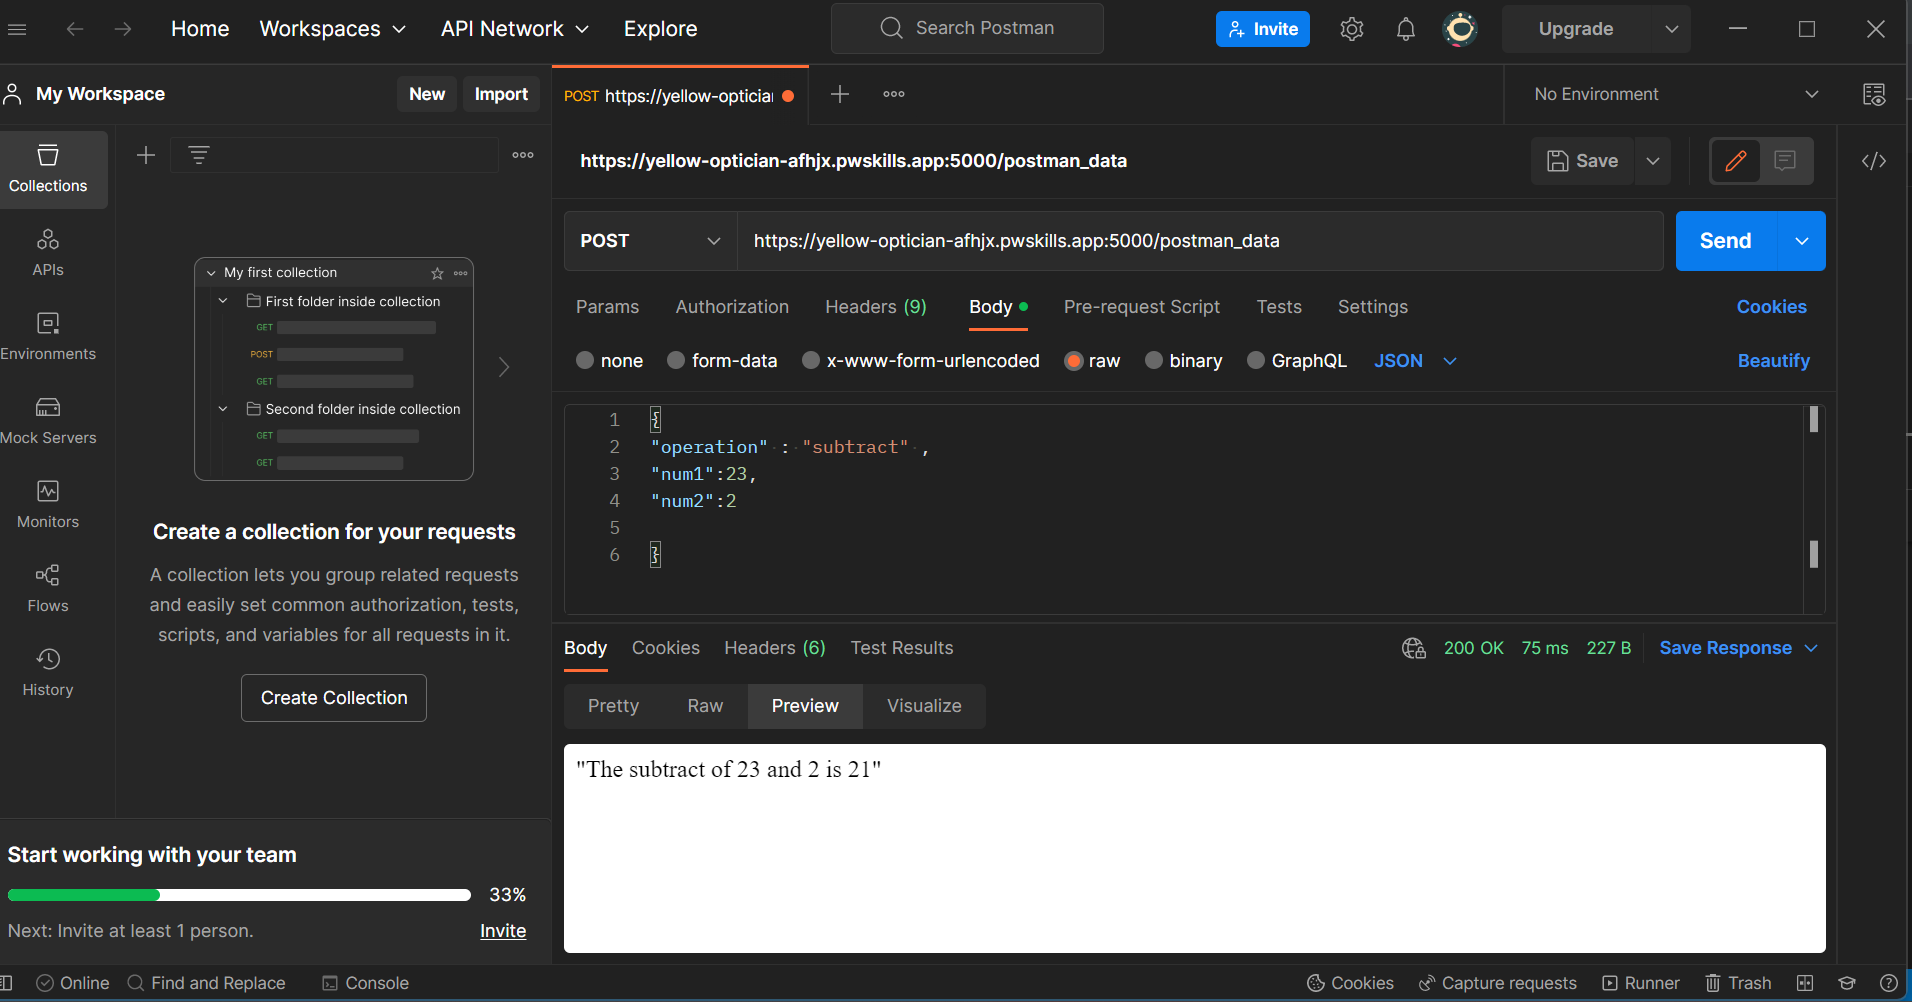 Home Workspaces API Network Explore Search Postman Invite Upgrade
My Workspace New Import
POST https://yellow-opticiar
No Environment
Collections
APIs
Environments
Mock Servers
Monitors
Flows
History
My first collection
First folder inside collection
GET
POST
GET
Second folder inside collection
GET
GET
Create a collection for your requests
A collection lets you group related requests
and easily set common authorization, tests,
scripts, and variables for all requests in it.
Create Collection
Start working with your team
33%
Next: Invite at least 1 person. Invite
https://yellow-optician-afhjx.pwskills.app:5000/postman_data
Save
POST https://yellow-optician-afhjx.pwskills.app:5000/postman_data Send
Params Authorization Headers (9) Body Pre-request Script Tests Settings Cookies
none form-data x-www-form-urlencoded raw binary GraphQL JSON Beautify
1 {
2 "operation" : "subtract" ,
3 "num1":23,
4 "num2":2
5
6 }
Body Cookies Headers (6) Test Results 200 OK 75 ms 227 B Save Response
Pretty Raw Preview Visualize
"The subtract of 23 and 2 is 21"
Online Find and Replace Console Cookies Capture requests Runner Trash